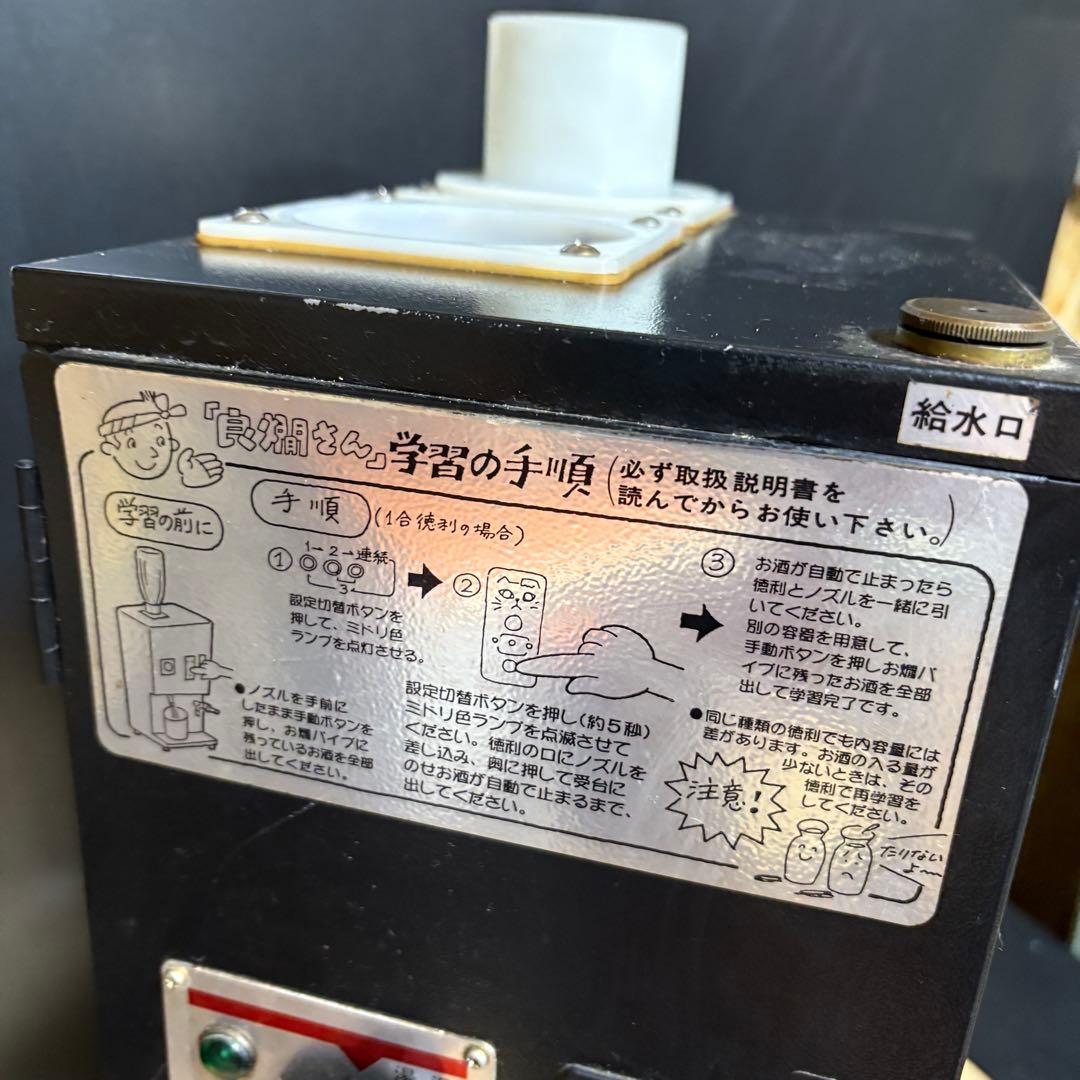 給水口
「良燗さん」学習の手順
(必ず取扱説明書を
読んでからお使い下さい。)
学習の前に
●ノズルを手前に
したまま手動ボタンを
押し、お燗パイプに
残っているお酒を全部
出してください。
手順
(1合徳利の場合)
①
1→2→連続
3
設定切替ボタンを
押して、ミドリ色
ランプを点灯させる。
②
設定切替ボタンを押し(約5秒)
ミドリ色ランプを点滅させて
ください。徳利の口にノズルを
差し込み、奥に押して受台に
のせお酒が自動で止まるまで、
出してください。
③
お酒が自動で止まったら
徳利とノズルを一緒に引
いてください。
別の容器を用意して、
手動ボタンを押しお燗パ
イプに残ったお酒を全部
出して学習完了です。
●同じ種類の徳利でも内容量には
差があります。お酒の入る量が
少ないときは、その
徳利で再学習を
してください。
注意!
たりない
よ〜